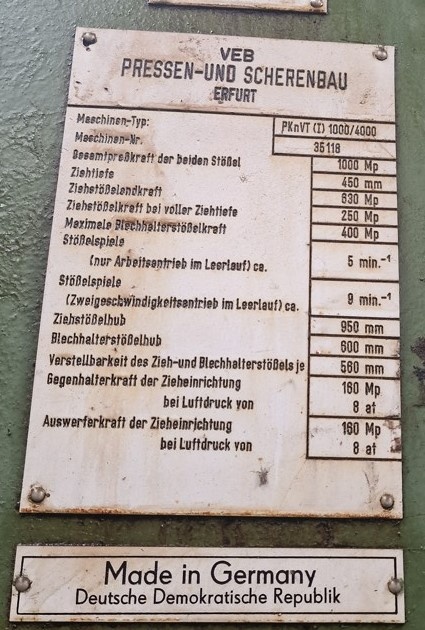 VEB
PRESSEN-UND SCHERENBAU
ERFURT
Maschinen-Typ: PKnVT (I) 1000/4000
Maschinen-Nr. 35118
Gesamtpreßkraft der beiden Stößel 1000 Mp
Ziehtiefe 450 mm
Ziehstößelendkraft 630 Mp
Ziehstößelkraft bei voller Ziehtiefe 250 Mp
Maximale Blechhalterstößelkraft 400 Mp
Stößelspiele
(nur Arbeitsantrieb im Leerlauf) ca. 5 min.⁻¹
Stößelspiele
(Zweigeschwindigkeitsantrieb im Leerlauf) ca. 9 min.⁻¹
Ziehstößelhub 950 mm
Blechhalterstößelhub 600 mm
Verstellbarkeit des Zieh-und Blechhalterstößels je 560 mm
Gegenhalterkraft der Zieheinrichtung 160 Mp
bei Luftdruck von 8 at
Auswerferkraft der Zieheinrichtung 160 Mp
bei Luftdruck von 8 at
Made in Germany
Deutsche Demokratische Republik